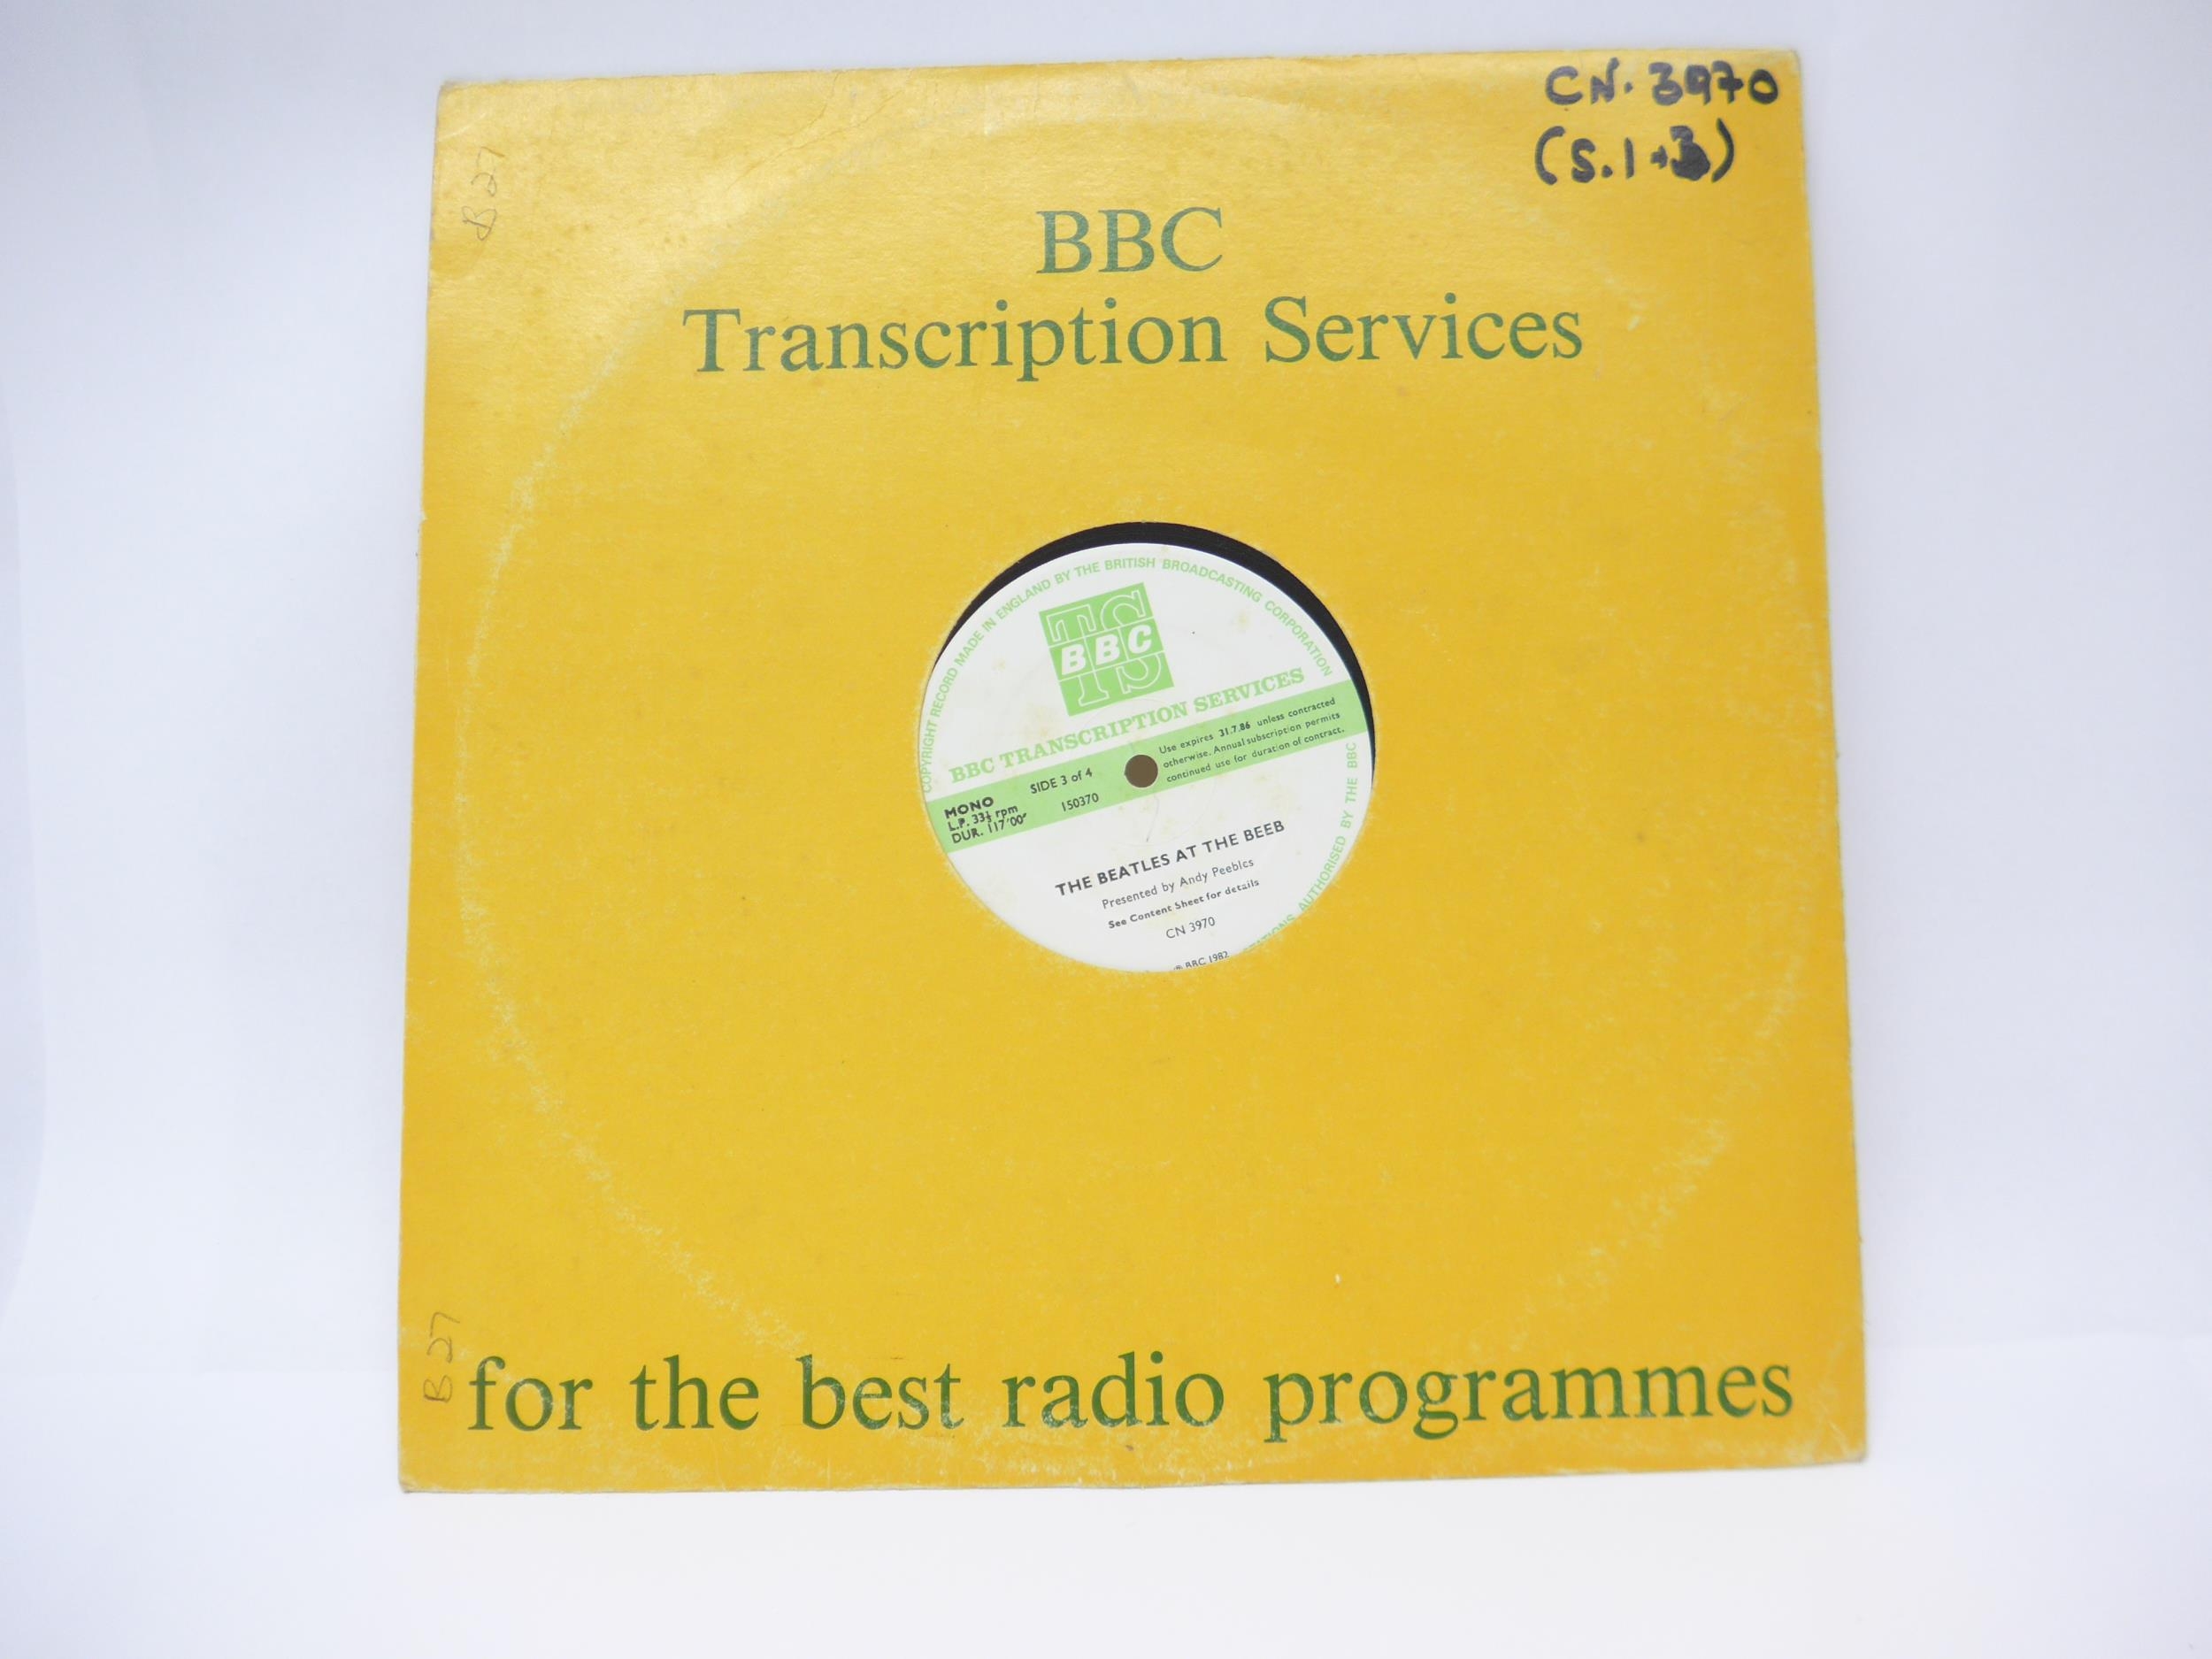 CN. 3970
(S. 1 + 3)
B27
BBC
Transcription Services
COPYRIGHT RECORD MADE IN ENGLAND BY THE BRITISH BROADCASTING CORPORATION
TS
BBC
TS
BBC TRANSCRIPTION SERVICES
MONO
L.P. 33⅓ rpm
DUR. 117'00"
SIDE 3 of 4
150370
Use expires 31.7.86 unless contracted
otherwise. Annual subscription permits
continued use for duration of contract.
THE BEATLES AT THE BEEB
Presented by Andy Peebles
See Content Sheet for details
CN 3970
BBC 1982
AUTHORISED BY THE BBC
B27
for the best radio programmes